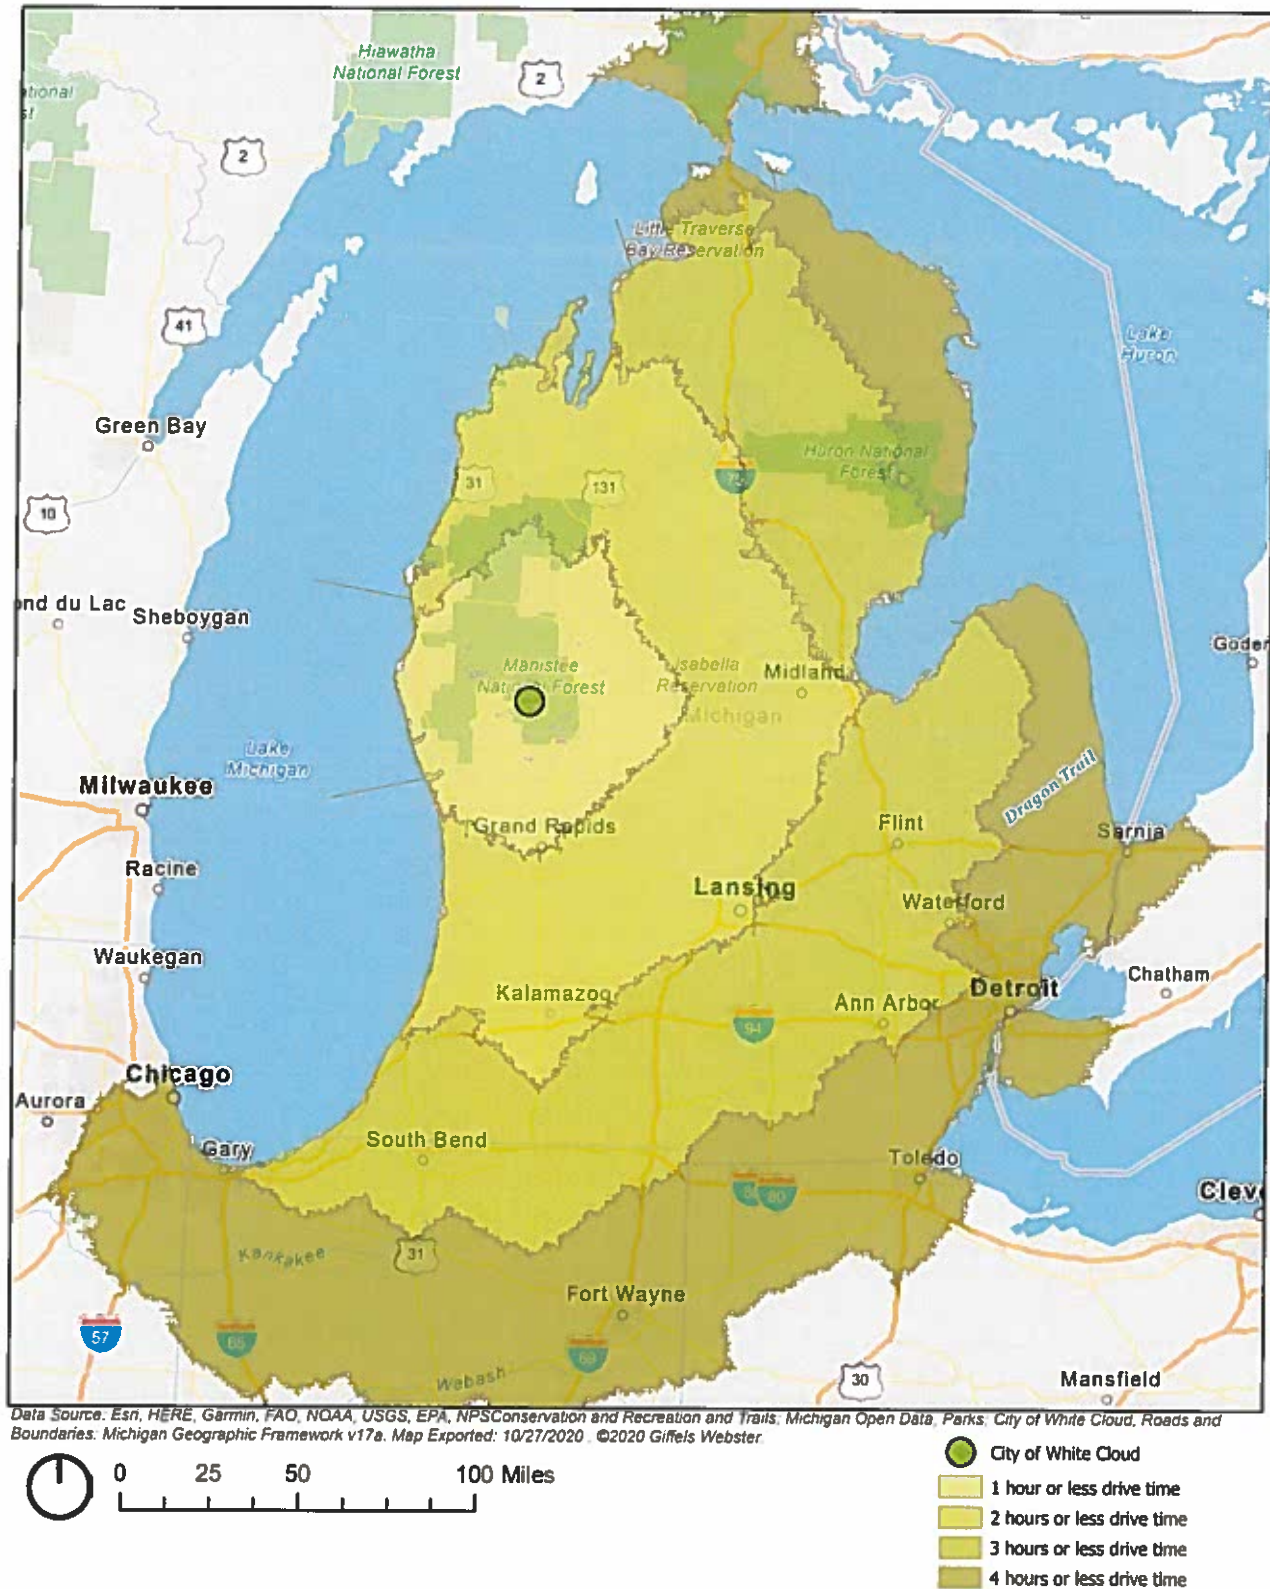 Hiawatha
National Forest
2
2
Little Traverse
Bay Reservation
41
Lake
Huron
Green Bay
10
31
131
Huron National
Forest
ond du Lac
Sheboygan
Manistee
National Forest
Isabella
Reservation
Midland
Michigan
Goder
Lake
Michigan
Milwaukee
Dragon Trail
Grand Rapids
Flint
Sarnia
Racine
Lansing
Waterford
Waukegan
Kalamazoo
Ann Arbor
Detroit
Chatham
94
Chicago
Aurora
Gary
South Bend
Toledo
80
Cleve
Kankakee
31
Fort Wayne
57
65
69
Wabash
30
Mansfield
Data Source: Esri, HERE, Garmin, FAO, NOAA, USGS, EPA, NPSConservation and Recreation and Trails; Michigan Open Data, Parks; City of White Cloud, Roads and
Boundaries: Michigan Geographic Framework v17a. Map Exported: 10/27/2020 . ©2020 Giffels Webster
0 25 50 100 Miles
City of White Cloud
1 hour or less drive time
2 hours or less drive time
3 hours or less drive time
4 hours or less drive time